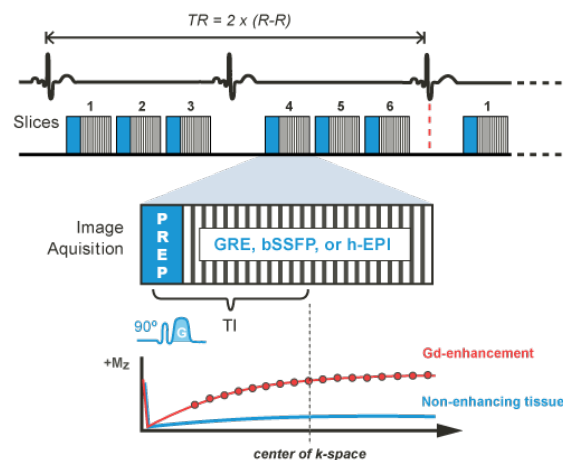 TR = 2 x (R-R)
1 2 3 4 5 6 1
Slices
Image
Aquisition
PREP
GRE, bSSFP, or h-EPI
TI
90º
G
+Mz
Gd-enhancement
Non-enhancing tissue
center of k-space